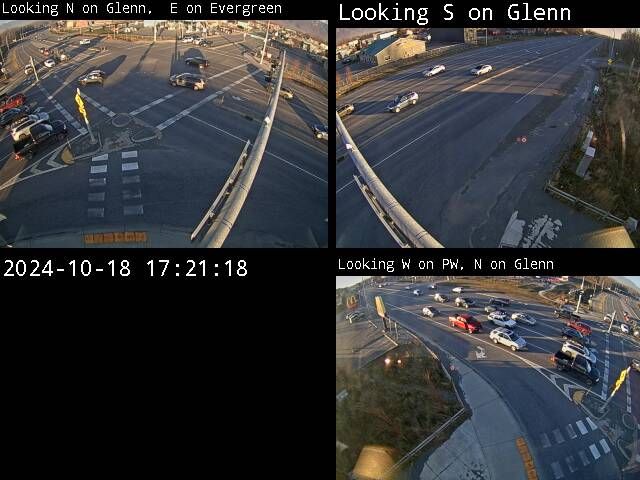 Looking N on Glenn,  E on Evergreen
Looking S on Glenn
2024-10-18 17:21:18
Looking W on PW, N on Glenn